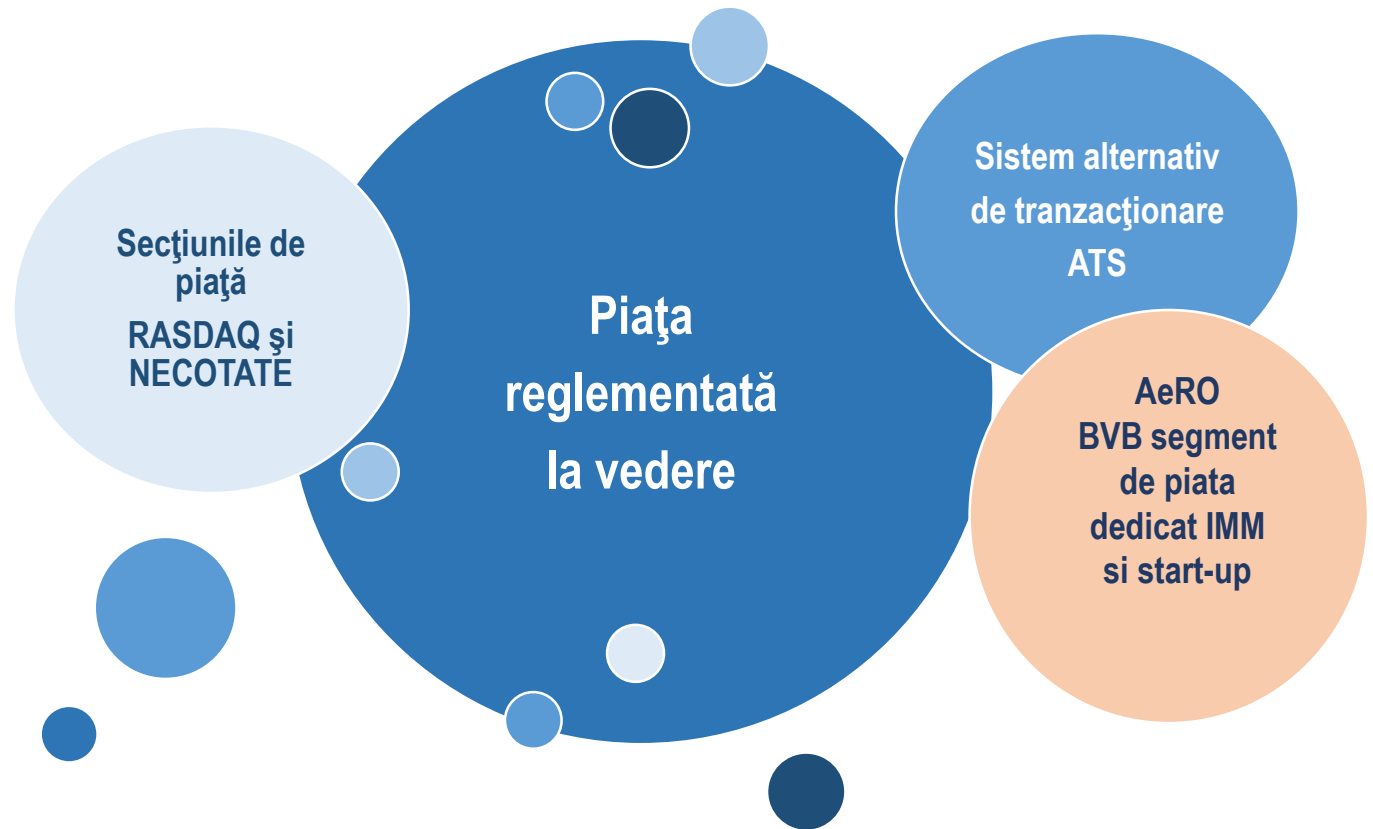 Secţiunile de
piaţă
RASDAQ şi
NECOTATE
Piaţa
reglementată
la vedere
Sistem alternativ
de tranzacţionare
ATS
AeRO
BVB segment
de piata
dedicat IMM
si start-up